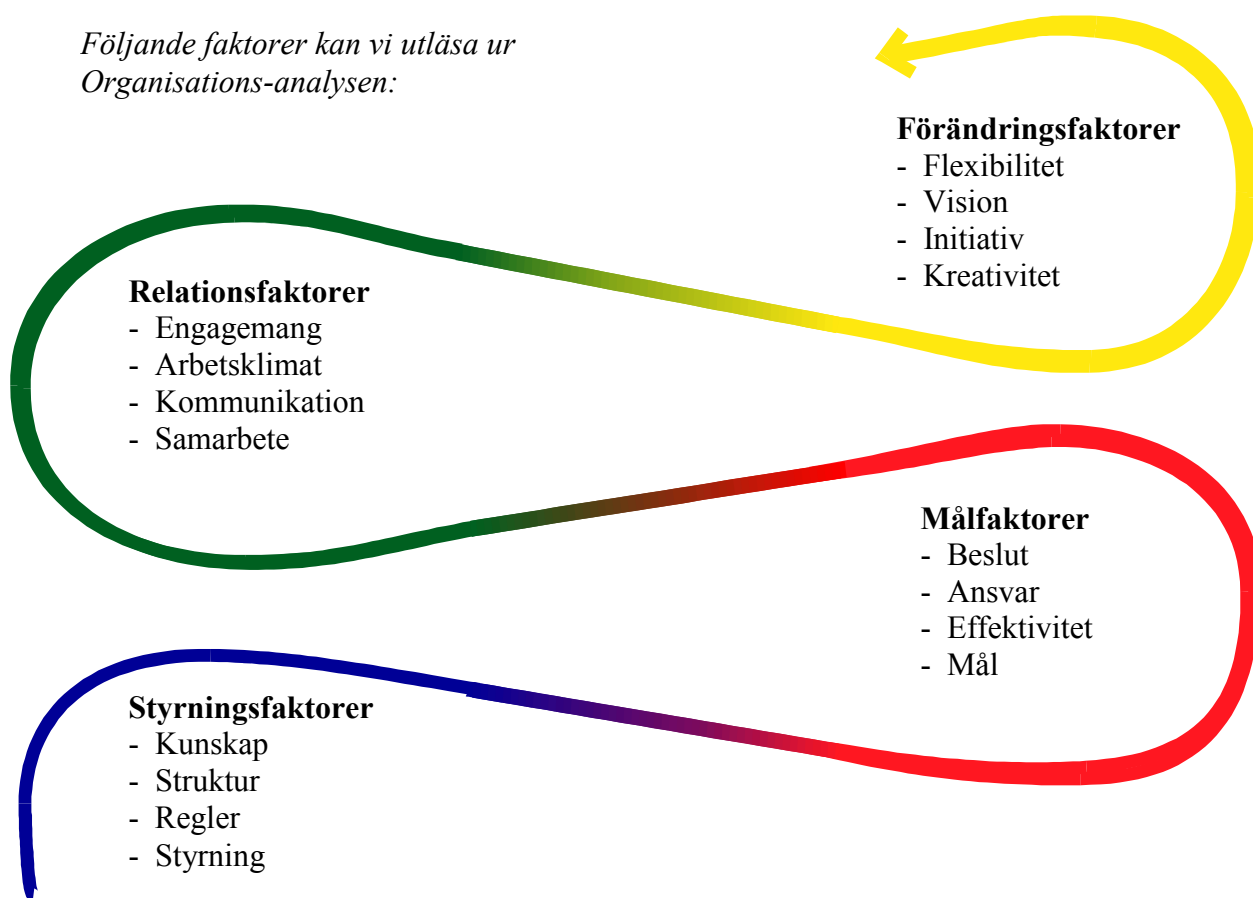 Följande faktorer kan vi utläsa ur
Organisations-analysen:
Förändringsfaktorer
- Flexibilitet
- Vision
- Initiativ
- Kreativitet
Relationsfaktorer
- Engagemang
- Arbetsklimat
- Kommunikation
- Samarbete
Målfaktorer
- Beslut
- Ansvar
- Effektivitet
- Mål
Styrningsfaktorer
- Kunskap
- Struktur
- Regler
- Styrning